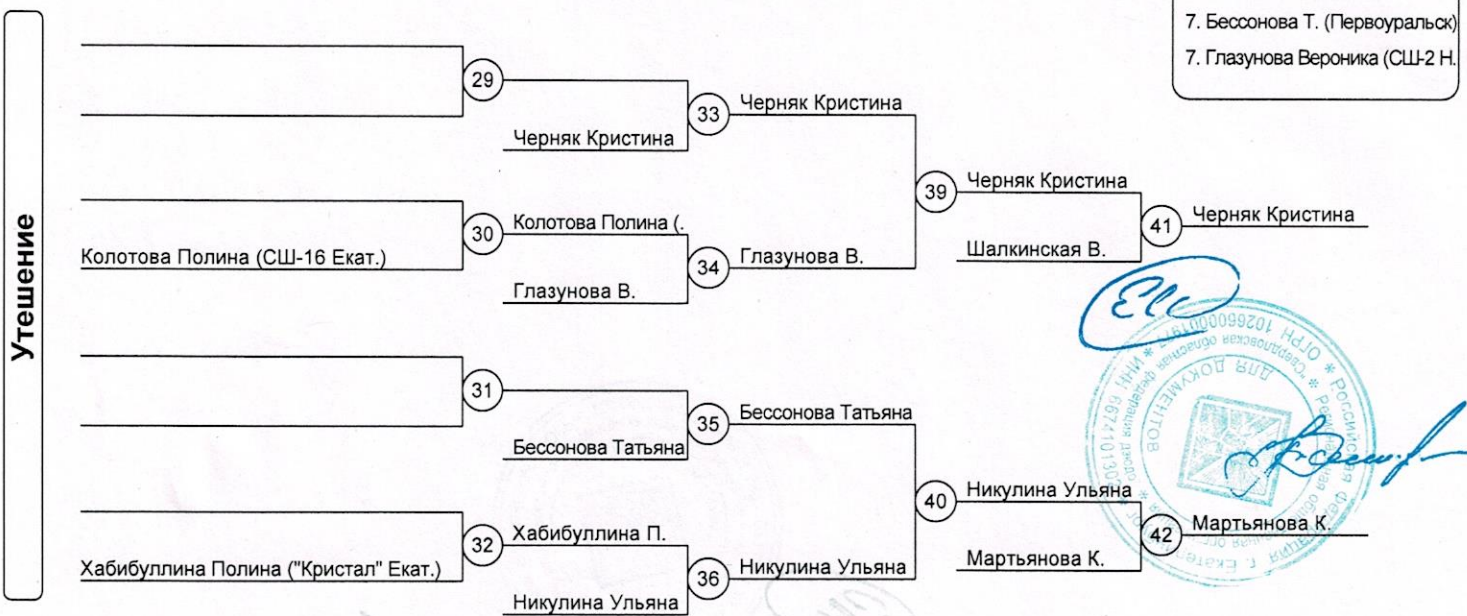 7. Бессонова Т. (Первоуральск)
7. Глазунова Вероника (СШ-2 Н.
Утешение
29
Черняк Кристина
33
Черняк Кристина
Колотова Полина (СШ-16 Екат.)
30
Колотова Полина (.
Глазунова В.
34
Глазунова В.
39
Черняк Кристина
Шалкинская В.
41
Черняк Кристина
31
Бессонова Татьяна
35
Бессонова Татьяна
Хабибуллина Полина ("Кристал" Екат.)
32
Хабибуллина П.
Никулина Ульяна
36
Никулина Ульяна
40
Никулина Ульяна
Мартьянова К.
42
Мартьянова К.
ДЛЯ ДОКУМЕНТОВ